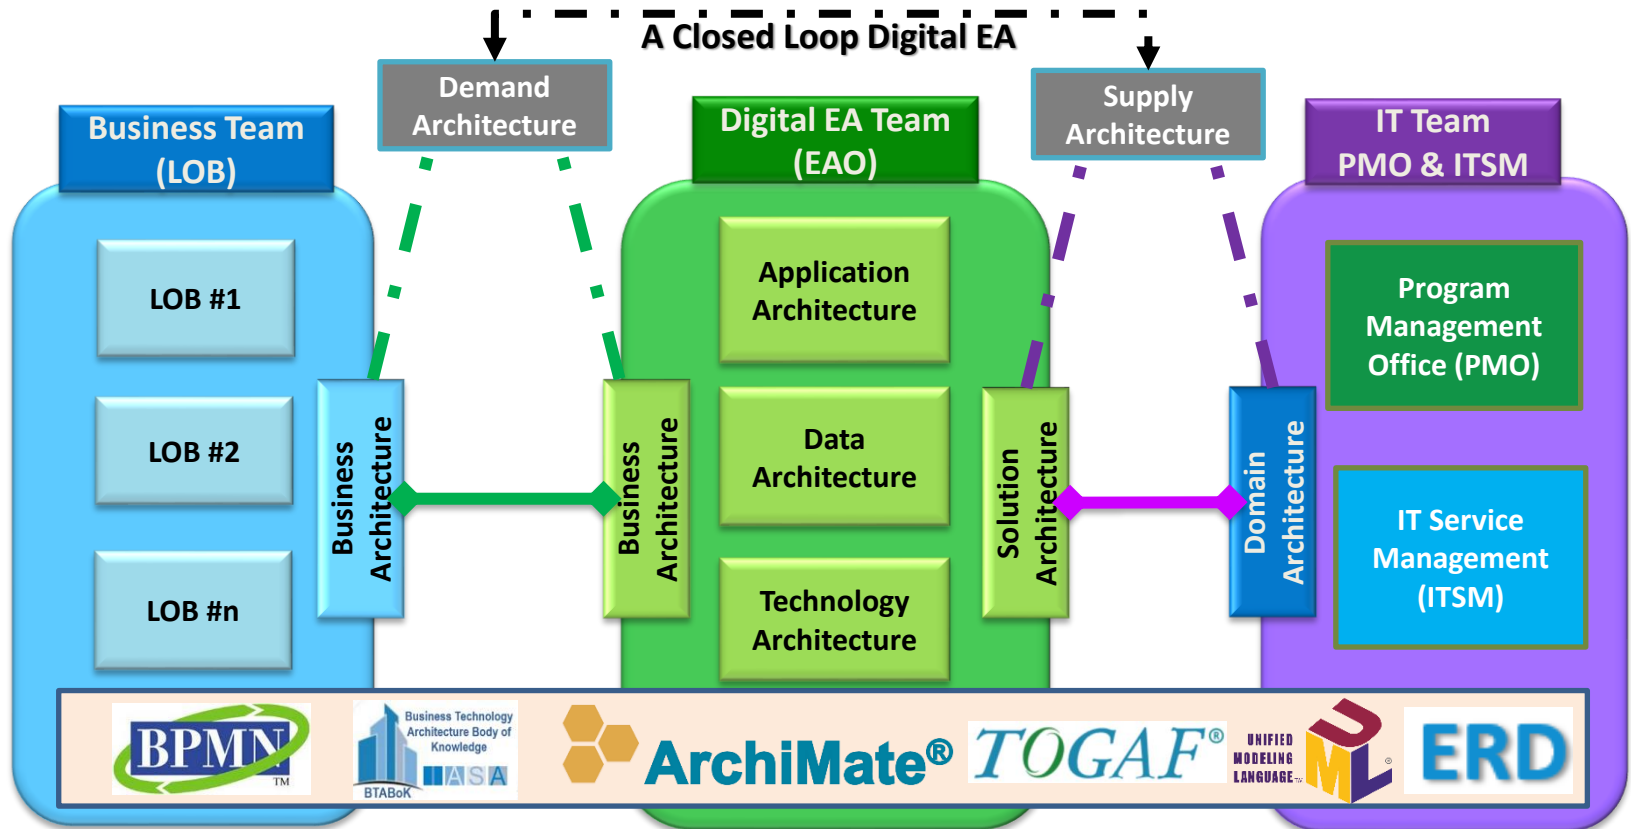 A Closed Loop Digital EA
Demand
Architecture
Supply
Architecture
Business Team
(LOB)
Digital EA Team
(EAO)
IT Team
PMO & ITSM
LOB #1
LOB #2
LOB #n
Business
Architecture
Business
Architecture
Application
Architecture
Data
Architecture
Technology
Architecture
Solution
Architecture
Domain
Architecture
Program
Management
Office (PMO)
IT Service
Management
(ITSM)
BPMN
TM
Business Technology
Architecture Body of
Knowledge
IASA
BTABoK
ArchiMate®
TOGAF®
UNIFIED
MODELING
LANGUAGE™
UML®
ERD